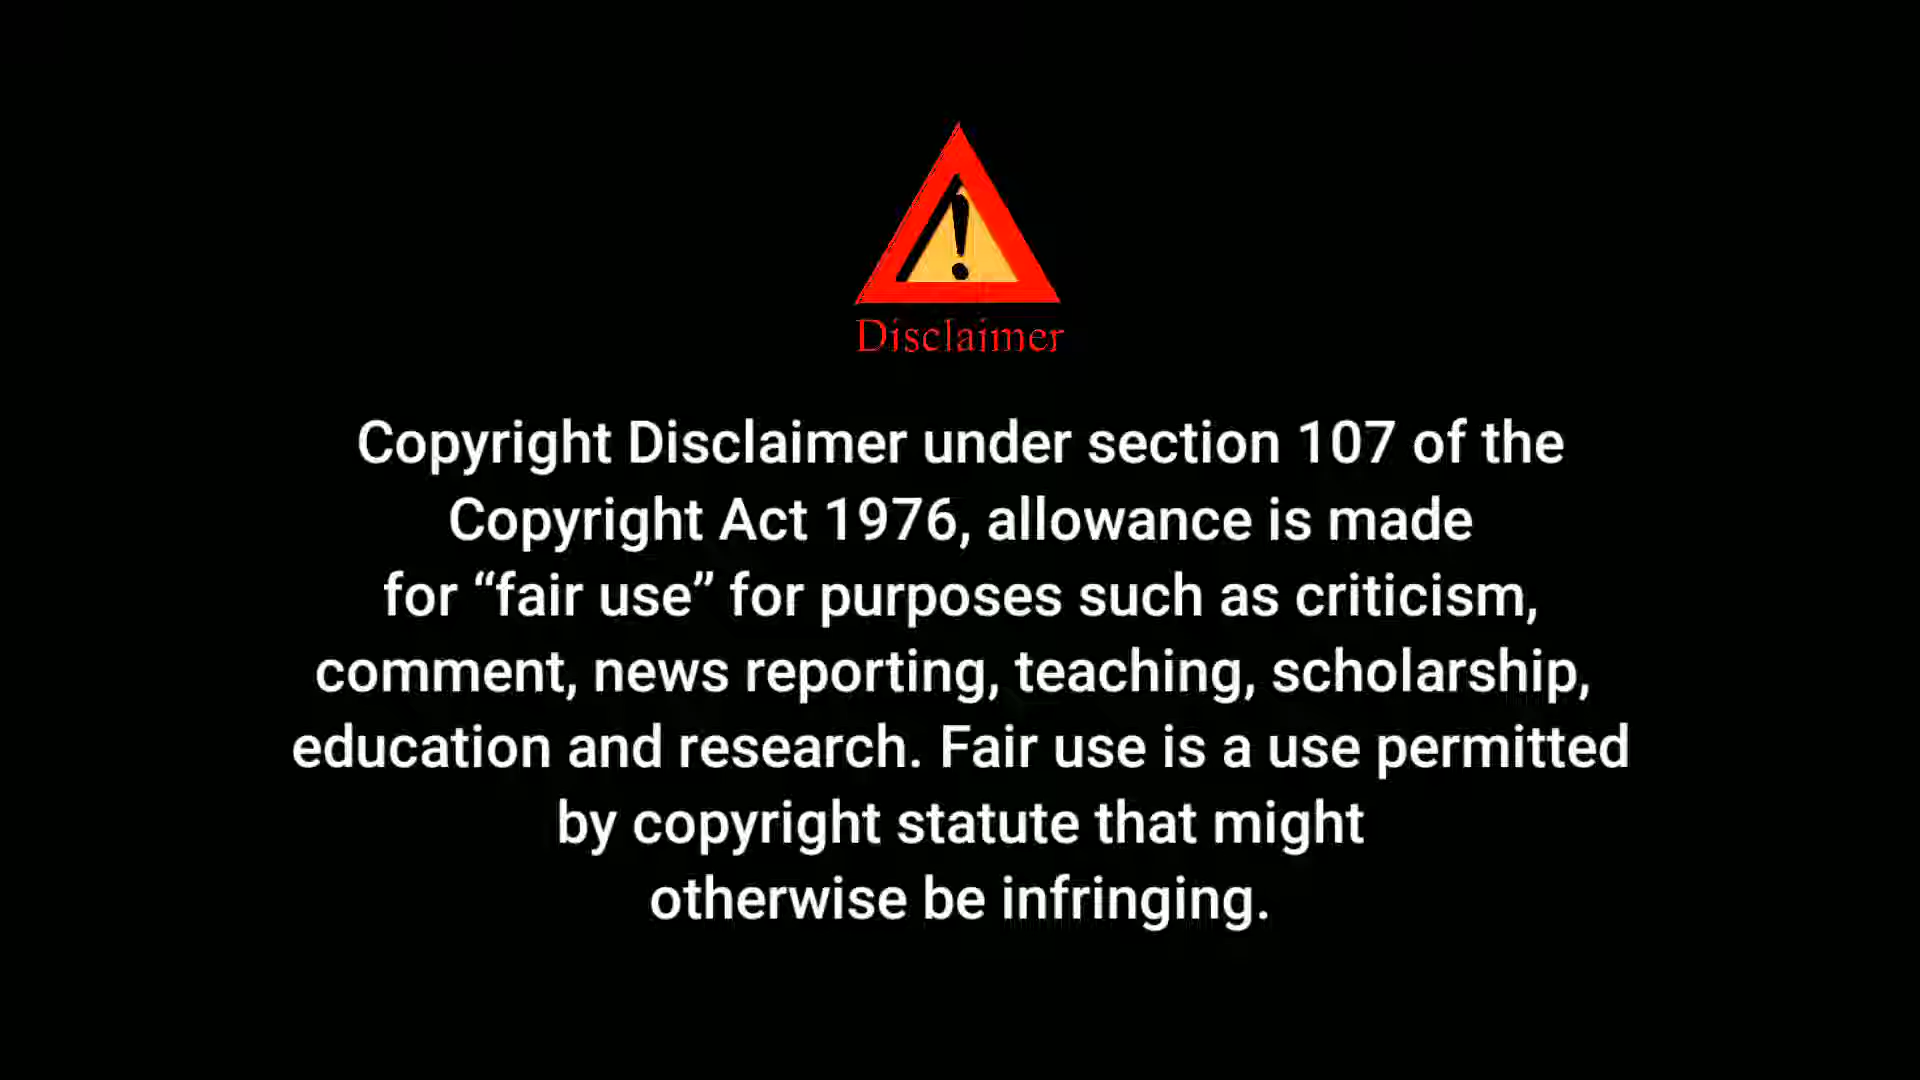 !
Disclaimer
Copyright Disclaimer under section 107 of the
Copyright Act 1976, allowance is made
for “fair use” for purposes such as criticism,
comment, news reporting, teaching, scholarship,
education and research. Fair use is a use permitted
by copyright statute that might
otherwise be infringing.